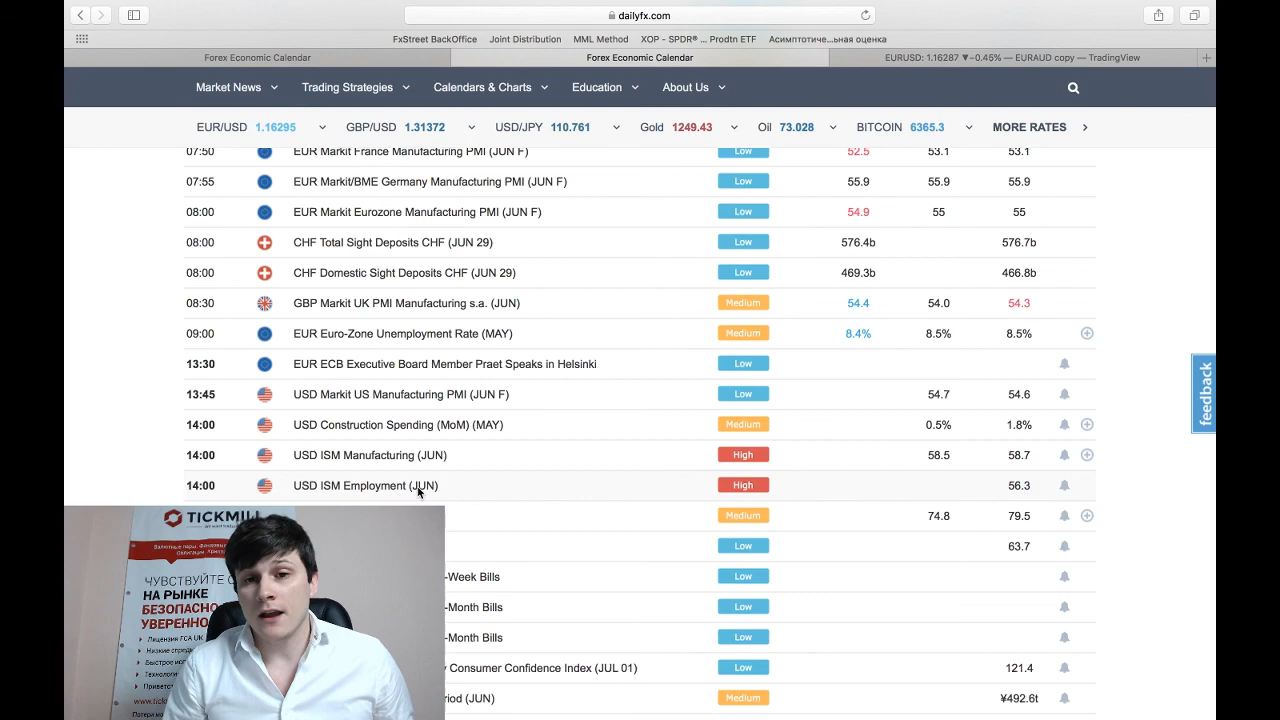 dailyfx.com
FxStreet BackOffice Joint Distribution MML Method XOP – SPDR® ... Prodtn ETF Асимптотиче...ьная оценка
Forex Economic Calendar Forex Economic Calendar EURUSD: 1.16287 ▼−0.45% — EURAUD copy — TradingView
Market News Trading Strategies Calendars & Charts Education About Us
EUR/USD 1.16295 GBP/USD 1.31372 USD/JPY 110.761 Gold 1249.43 Oil 73.028 BITCOIN 6365.3 MORE RATES
07:50 EUR Markit France Manufacturing PMI (JUN F) Low 52.5 53.1 53.1
07:55 EUR Markit/BME Germany Manufacturing PMI (JUN F) Low 55.9 55.9 55.9
08:00 EUR Markit Eurozone Manufacturing PMI (JUN F) Low 54.9 55 55
08:00 CHF Total Sight Deposits CHF (JUN 29) Low 576.4b 576.7b
08:00 CHF Domestic Sight Deposits CHF (JUN 29) Low 469.3b 466.8b
08:30 GBP Markit UK PMI Manufacturing s.a. (JUN) Medium 54.4 54.0 54.3
09:00 EUR Euro-Zone Unemployment Rate (MAY) Medium 8.4% 8.5% 8.5%
13:30 EUR ECB Executive Board Member Praet Speaks in Helsinki Low
13:45 USD Markit US Manufacturing PMI (JUN F) Low 54.7 54.6
14:00 USD Construction Spending (MoM) (MAY) Medium 0.5% 1.8%
14:00 USD ISM Manufacturing (JUN) High 58.5 58.7
14:00 USD ISM Employment (JUN) High 56.3
Medium 74.8 79.5
Low 63.7
-Week Bills Low
-Month Bills Low
-Month Bills Low
Consumer Confidence Index (JUL 01) Low 121.4
(JUN) Medium ¥492.6t
feedback
TICKMILL
ЧУВСТВУЙТЕ
НА РЫНКЕ
БЕЗОПАСНО
УВЕРЕННО
Лицензия FCA UK
Низкие